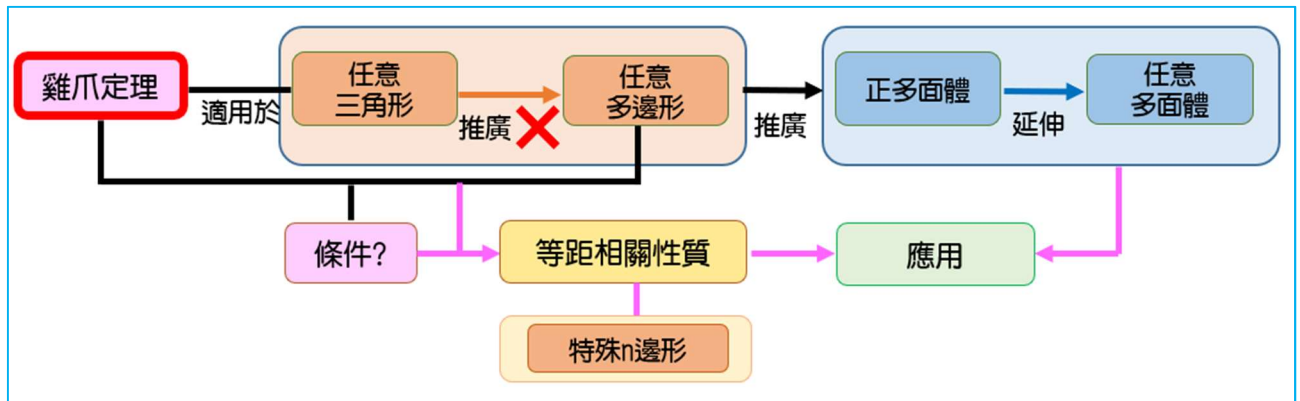 雞爪定理
適用於
任意
三角形
推廣
任意
多邊形
推廣
正多面體
延伸
任意
多面體
條件?
等距相關性質
應用
特殊n邊形